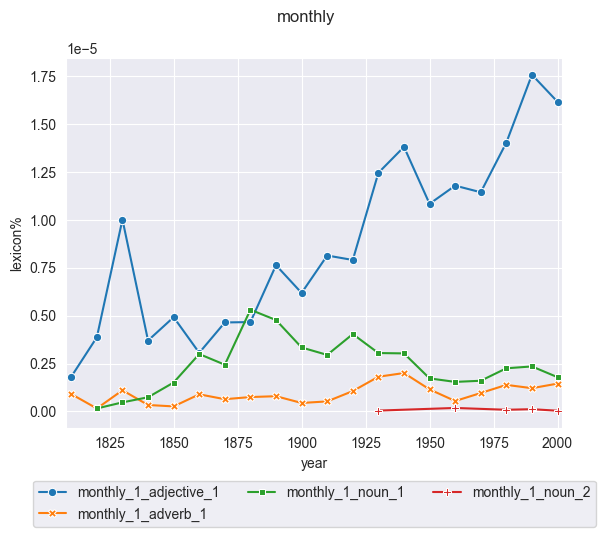 monthly
1e−5
1.75
1.50
1.25
1.00
0.75
0.50
0.25
0.00
lexicon%
1825 1850 1875 1900 1925 1950 1975 2000
year
monthly_1_adjective_1 monthly_1_noun_1 monthly_1_noun_2
monthly_1_adverb_1